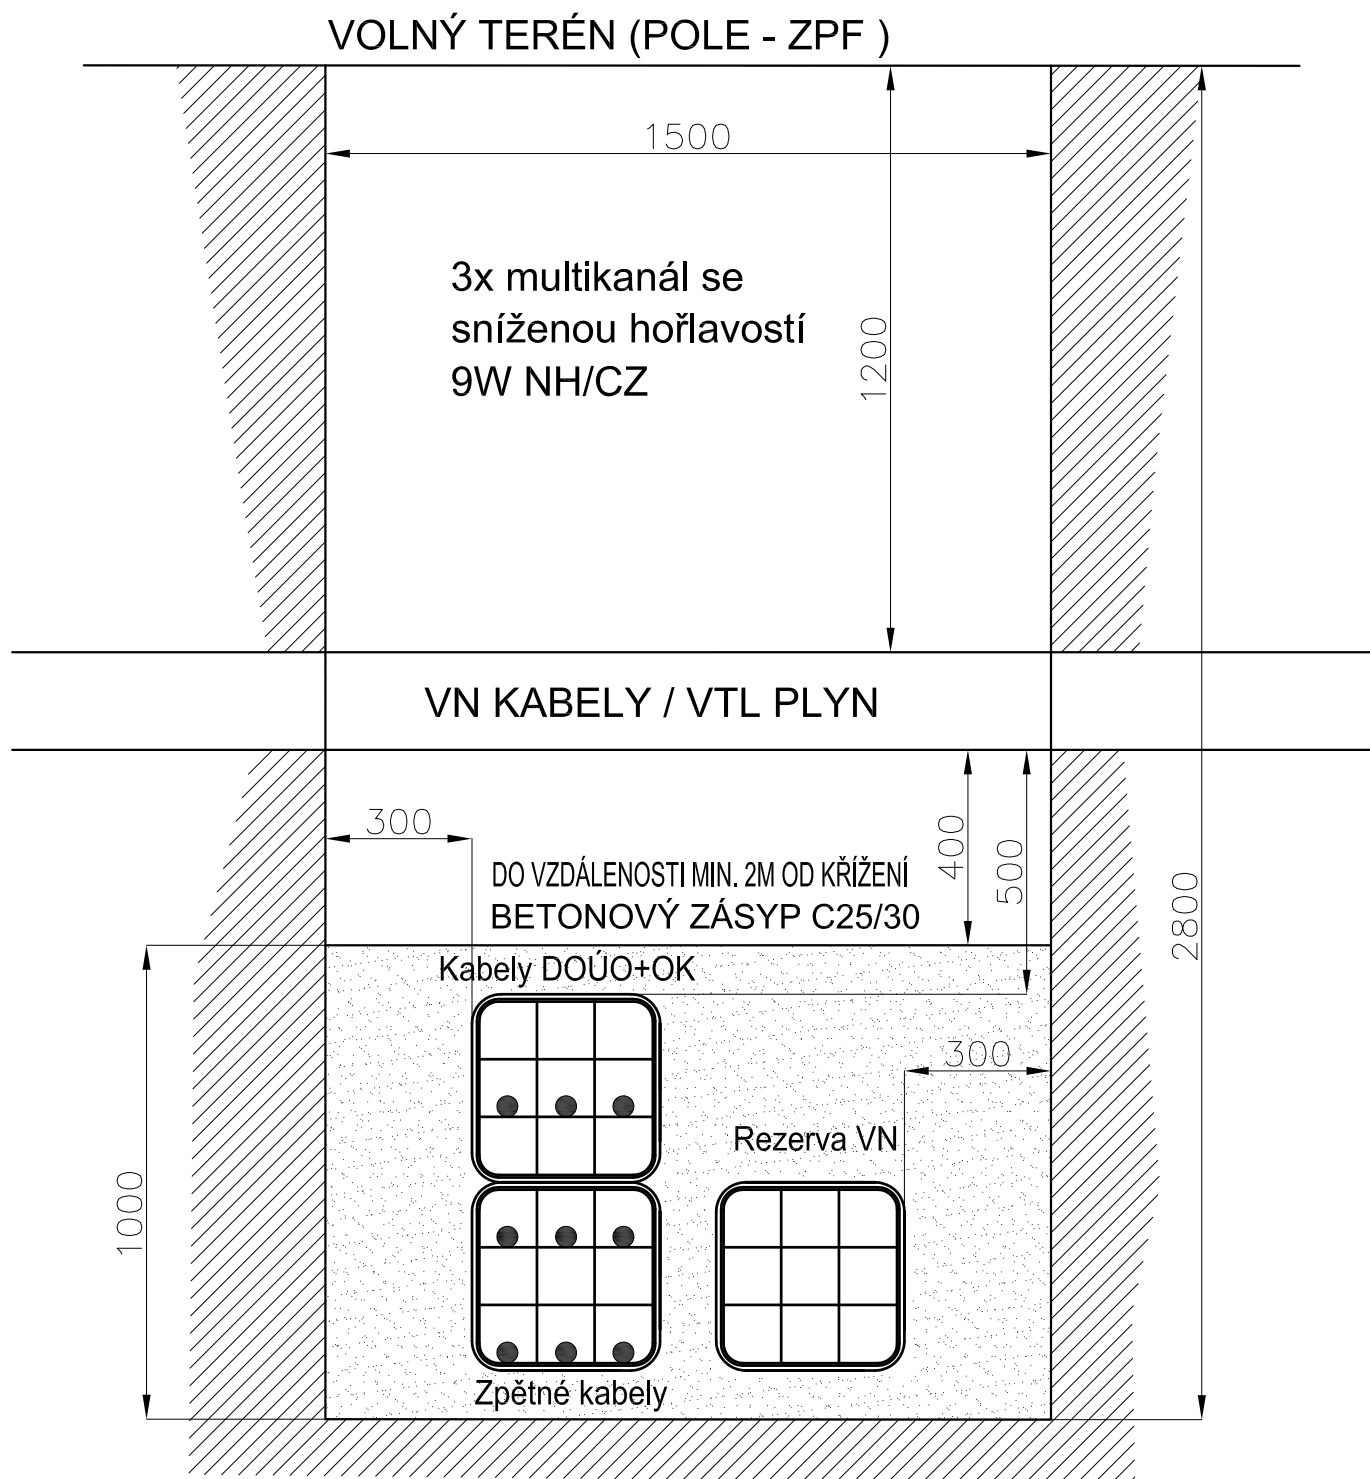 VOLNÝ TERÉN (POLE - ZPF )
1500
3x multikanál se
sníženou hořlavostí
9W NH/CZ
1200
VN KABELY / VTL PLYN
300
400
500
2800
DO VZDÁLENOSTI MIN. 2M OD KŘÍŽENÍ
BETONOVÝ ZÁSYP C25/30
Kabely DOÚO+OK
300
Rezerva VN
1000
Zpětné kabely